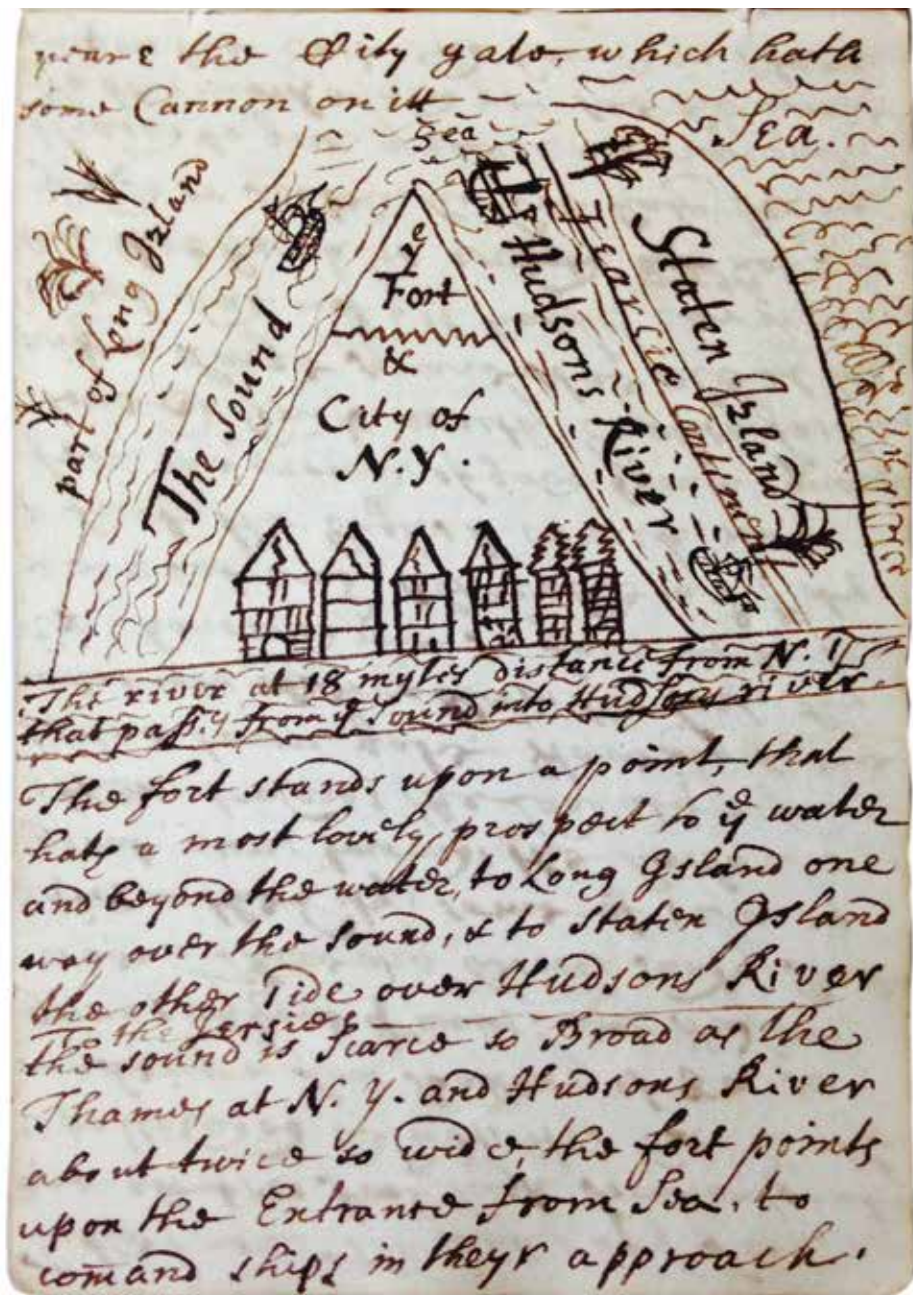 neare the City gate, which hath
some Cannon on itt
Sea
Sea.
part of Long Izland
The Sound
ye
Fort
&
City of
N.Y.
Hudsons River
Continent
Staten Izland
The river at 18 myles distance from N. Y
that pass.s from ye sound into Hudsons river.
The fort stands upon a point, that
hath a most lovely prospect to ye water
and beyond the water, to Long Island one
way over the sound, & to Staten Island
the other side over Hudsons River
To the Jersies
the sound is scarce so Broad as the
Thames at N. Y. and Hudsons River
about twice so wide, the fort points
upon the Entrance from Sea, to
comand ships in theyr approach.